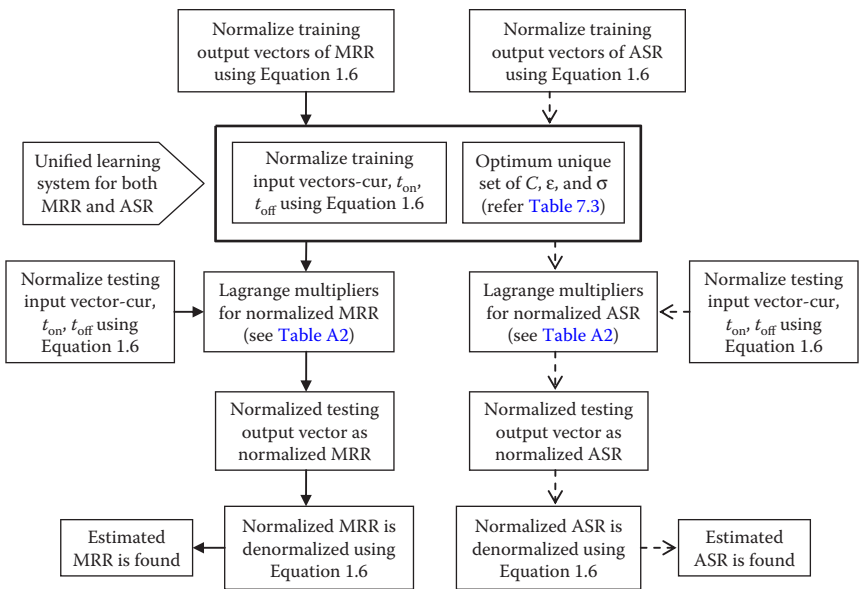 Normalize training
output vectors of MRR
using Equation 1.6
Normalize training
output vectors of ASR
using Equation 1.6
Unified learning
system for both
MRR and ASR
Normalize training
input vectors-cur, t_on,
t_off using Equation 1.6
Optimum unique
set of C, ε, and σ
(refer Table 7.3)
Normalize testing
input vector-cur,
t_on, t_off using
Equation 1.6
Lagrange multipliers
for normalized MRR
(see Table A2)
Lagrange multipliers
for normalized ASR
(see Table A2)
Normalize testing
input vector-cur,
t_on, t_off using
Equation 1.6
Normalized testing
output vector as
normalized MRR
Normalized testing
output vector as
normalized ASR
Estimated
MRR is found
Normalized MRR is
denormalized using
Equation 1.6
Normalized ASR is
denormalized using
Equation 1.6
Estimated
ASR is found